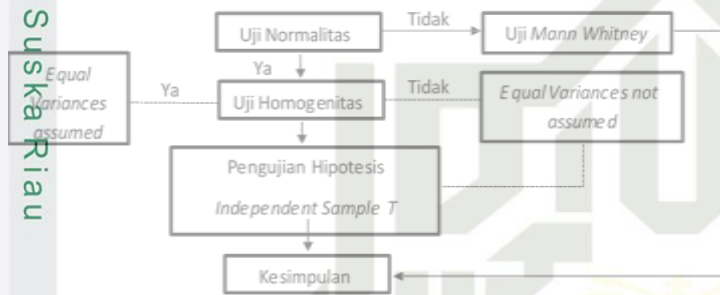 Suska Riau
Tidak
Uji Normalitas
Uji Mann Whitney
Ya
Equal
Variances
assumed
Ya
Uji Homogenitas
Tidak
Equal Variances not
assumed
Pengujian Hipotesis
Independent Sample T
Kesimpulan